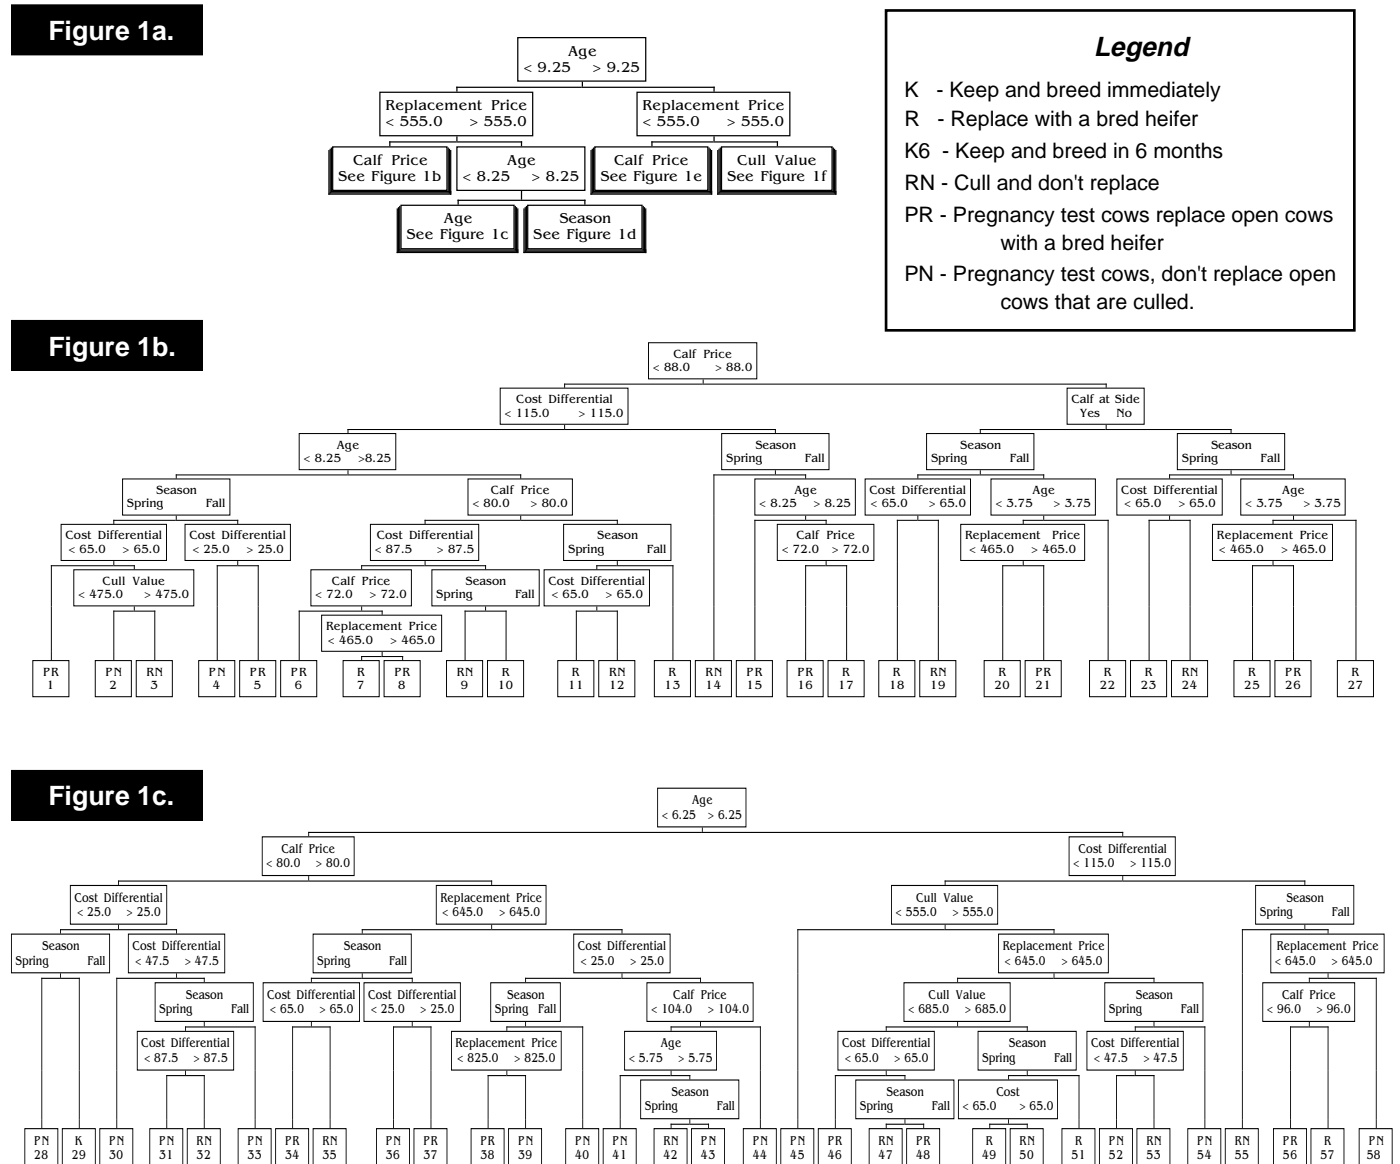 Figure 1a.
Age
< 9.25 > 9.25
Replacement Price
< 555.0 > 555.0
Replacement Price
< 555.0 > 555.0
Calf Price
See Figure 1b
Age
< 8.25 > 8.25
Calf Price
See Figure 1e
Cull Value
See Figure 1f
Age
See Figure 1c
Season
See Figure 1d
Legend
K - Keep and breed immediately
R - Replace with a bred heifer
K6 - Keep and breed in 6 months
RN - Cull and don't replace
PR - Pregnancy test cows replace open cows
with a bred heifer
PN - Pregnancy test cows, don't replace open
cows that are culled.
Figure 1b.
Calf Price
< 88.0 > 88.0
Cost Differential
< 115.0 > 115.0
Calf at Side
Yes No
Age
< 8.25 >8.25
Season
Spring Fall
Season
Spring Fall
Season
Spring Fall
Season
Spring Fall
Calf Price
< 80.0 > 80.0
Age
< 8.25 > 8.25
Cost Differential
< 65.0 > 65.0
Age
< 3.75 > 3.75
Cost Differential
< 65.0 > 65.0
Age
< 3.75 > 3.75
Cost Differential
< 65.0 > 65.0
Cost Differential
< 25.0 > 25.0
Cost Differential
< 87.5 > 87.5
Season
Spring Fall
Calf Price
< 72.0 > 72.0
Replacement Price
< 465.0 > 465.0
Replacement Price
< 465.0 > 465.0
Cull Value
< 475.0 > 475.0
Calf Price
< 72.0 > 72.0
Season
Spring Fall
Cost Differential
< 65.0 > 65.0
Replacement Price
< 465.0 > 465.0
PR PN RN PN PR PR R PR RN R R RN R RN PR PR R R RN R PR R R RN R PR R
1 2 3 4 5 6 7 8 9 10 11 12 13 14 15 16 17 18 19 20 21 22 23 24 25 26 27
Figure 1c.
Age
< 6.25 > 6.25
Calf Price
< 80.0 > 80.0
Cost Differential
< 115.0 > 115.0
Cost Differential
< 25.0 > 25.0
Replacement Price
< 645.0 > 645.0
Cull Value
< 555.0 > 555.0
Season
Spring Fall
Season
Spring Fall
Cost Differential
< 47.5 > 47.5
Season
Spring Fall
Cost Differential
< 25.0 > 25.0
Replacement Price
< 645.0 > 645.0
Replacement Price
< 645.0 > 645.0
Season
Spring Fall
Cost Differential
< 65.0 > 65.0
Cost Differential
< 25.0 > 25.0
Season
Spring Fall
Calf Price
< 104.0 > 104.0
Cull Value
< 685.0 > 685.0
Season
Spring Fall
Calf Price
< 96.0 > 96.0
Cost Differential
< 87.5 > 87.5
Replacement Price
< 825.0 > 825.0
Age
< 5.75 > 5.75
Cost Differential
< 65.0 > 65.0
Season
Spring Fall
Cost Differential
< 47.5 > 47.5
Season
Spring Fall
Season
Spring Fall
Cost
< 65.0 > 65.0
PN K PN PN RN PN PR RN PN PR PR PN PN PN RN PN PN PN PR RN PR R RN R PN RN PN RN PR R PN
28 29 30 31 32 33 34 35 36 37 38 39 40 41 42 43 44 45 46 47 48 49 50 51 52 53 54 55 56 57 58